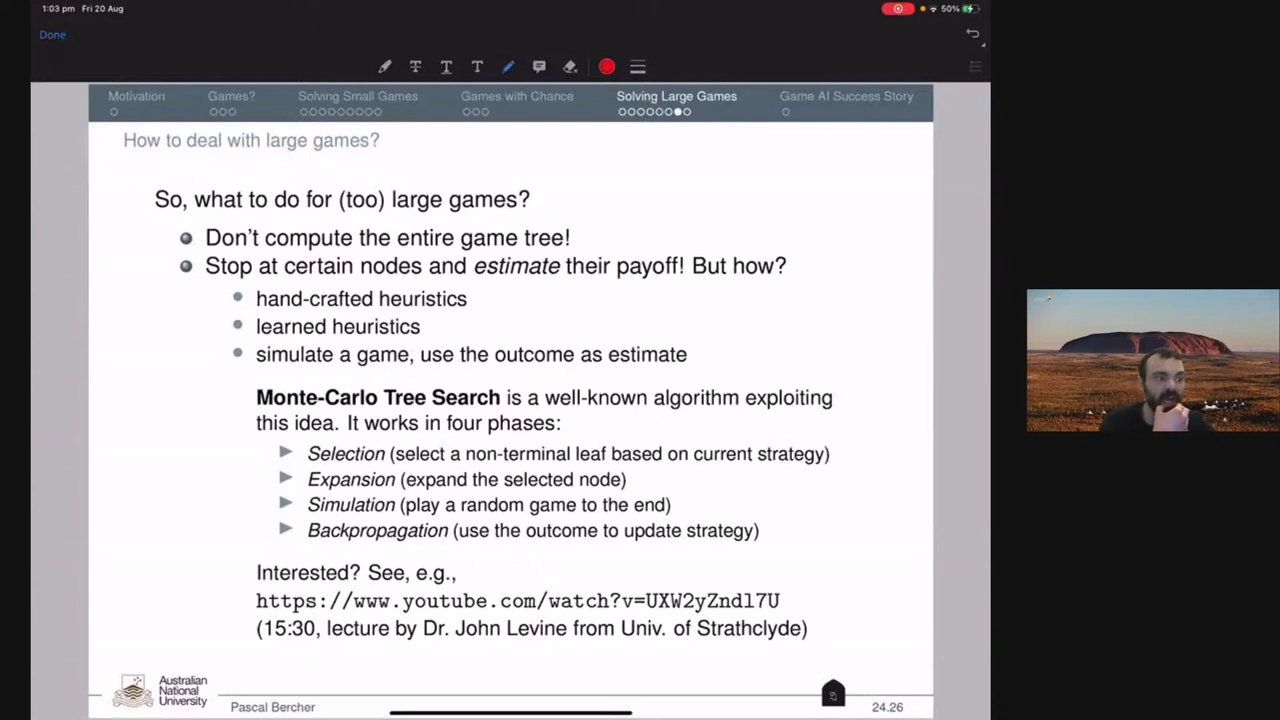 1:03 pm Fri 20 Aug
50%
Done
Motivation Games? Solving Small Games Games with Chance Solving Large Games Game AI Success Story
How to deal with large games?
So, what to do for (too) large games?
Don't compute the entire game tree!
Stop at certain nodes and estimate their payoff! But how?
hand-crafted heuristics
learned heuristics
simulate a game, use the outcome as estimate
Monte-Carlo Tree Search is a well-known algorithm exploiting
this idea. It works in four phases:
Selection (select a non-terminal leaf based on current strategy)
Expansion (expand the selected node)
Simulation (play a random game to the end)
Backpropagation (use the outcome to update strategy)
Interested? See, e.g.,
https://www.youtube.com/watch?v=UXW2yZndl7U
(15:30, lecture by Dr. John Levine from Univ. of Strathclyde)
Australian
National
University
Pascal Bercher
24.26